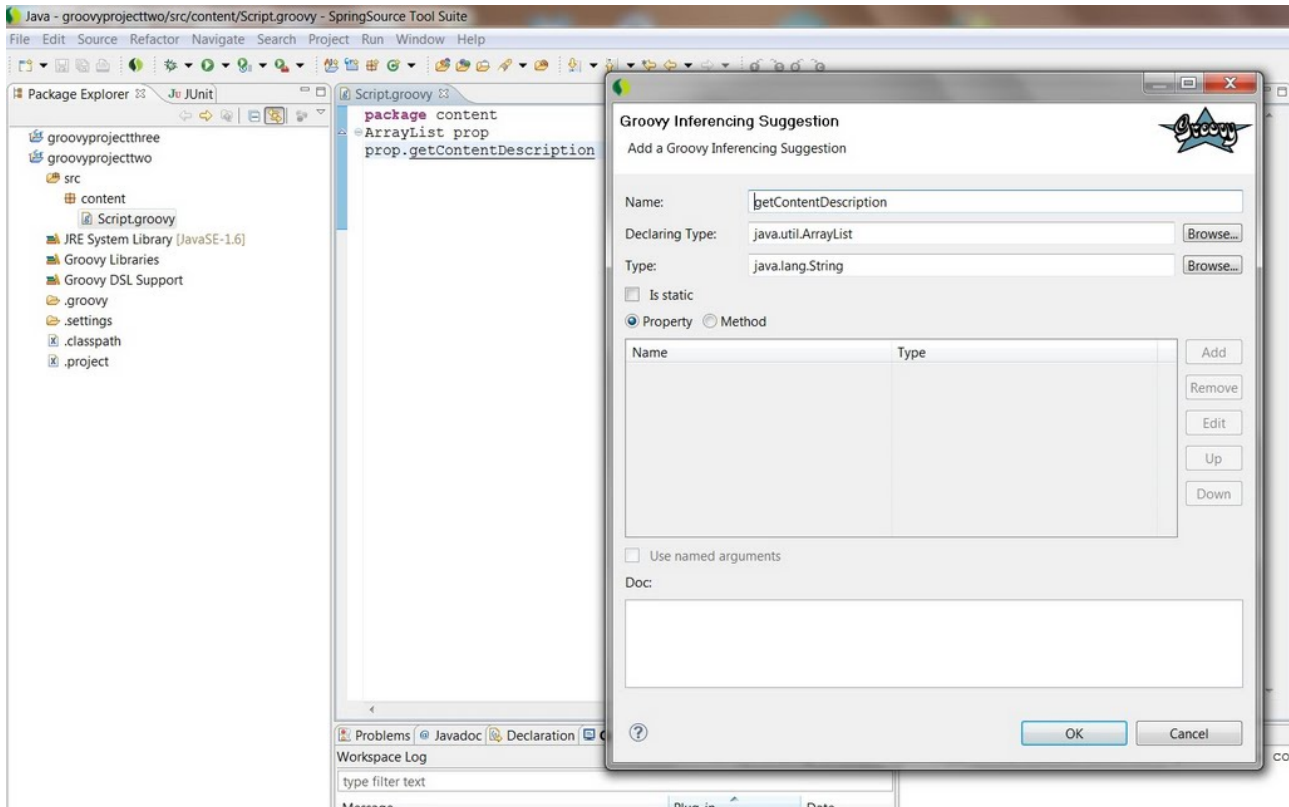 Java - groovyprojecttwo/src/content/Script.groovy - SpringSource Tool Suite
File Edit Source Refactor Navigate Search Project Run Window Help
Package Explorer
Ju JUnit
Script.groovy
groovyprojectthree
groovyprojecttwo
src
content
Script.groovy
JRE System Library [JavaSE-1.6]
Groovy Libraries
Groovy DSL Support
.groovy
.settings
.classpath
.project
package content
ArrayList prop
prop.getContentDescription
Groovy Inferencing Suggestion
Add a Groovy Inferencing Suggestion
Groovy
Name: getContentDescription
Declaring Type: java.util.ArrayList Browse...
Type: java.lang.String Browse...
Is static
Property Method
Name Type
Add
Remove
Edit
Up
Down
Use named arguments
Doc:
OK Cancel
Problems @ Javadoc Declaration
Workspace Log
type filter text
Message Plug-in Date